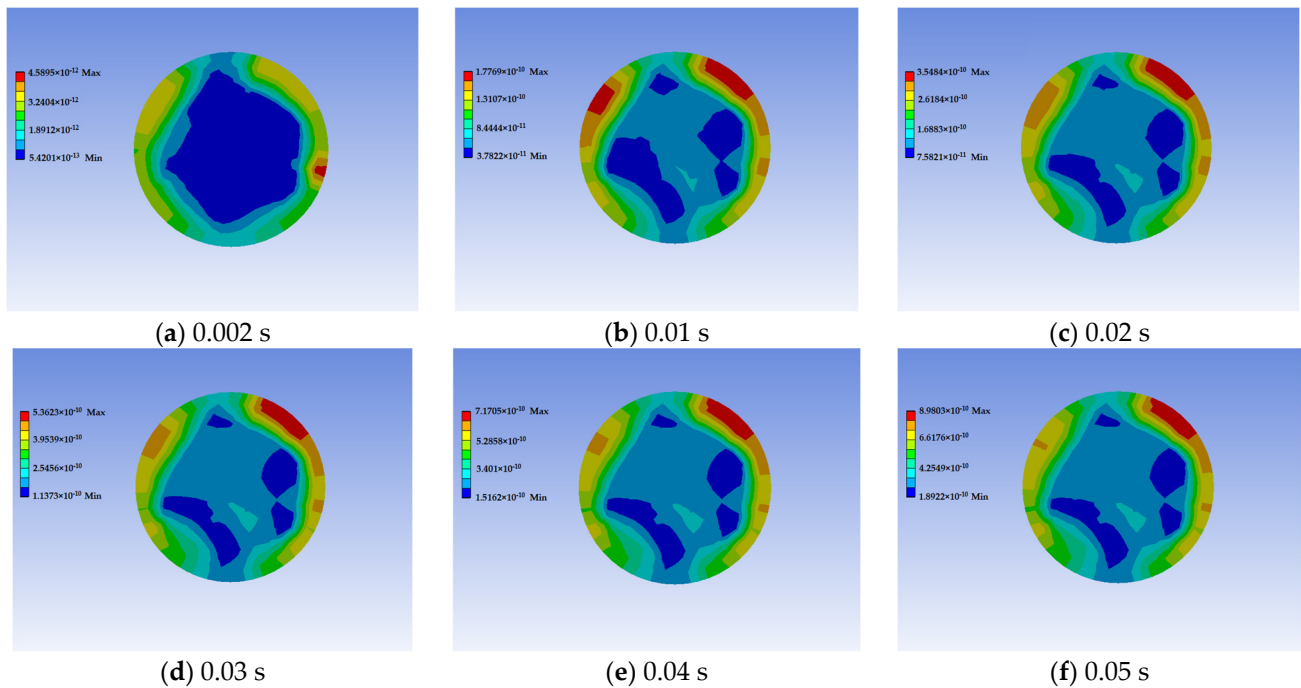 4.5895×10⁻¹² Max
3.2404×10⁻¹²
1.8912×10⁻¹²
5.4201×10⁻¹³ Min
(a) 0.002 s
1.7769×10⁻¹⁰ Max
1.3107×10⁻¹⁰
8.4444×10⁻¹¹
3.7822×10⁻¹¹ Min
(b) 0.01 s
3.5484×10⁻¹⁰ Max
2.6184×10⁻¹⁰
1.6883×10⁻¹⁰
7.5821×10⁻¹¹ Min
(c) 0.02 s
5.3623×10⁻¹⁰ Max
3.9539×10⁻¹⁰
2.5456×10⁻¹⁰
1.1373×10⁻¹⁰ Min
(d) 0.03 s
7.1705×10⁻¹⁰ Max
5.2858×10⁻¹⁰
3.401×10⁻¹⁰
1.5162×10⁻¹⁰ Min
(e) 0.04 s
8.9803×10⁻¹⁰ Max
6.6176×10⁻¹⁰
4.2549×10⁻¹⁰
1.8922×10⁻¹⁰ Min
(f) 0.05 s